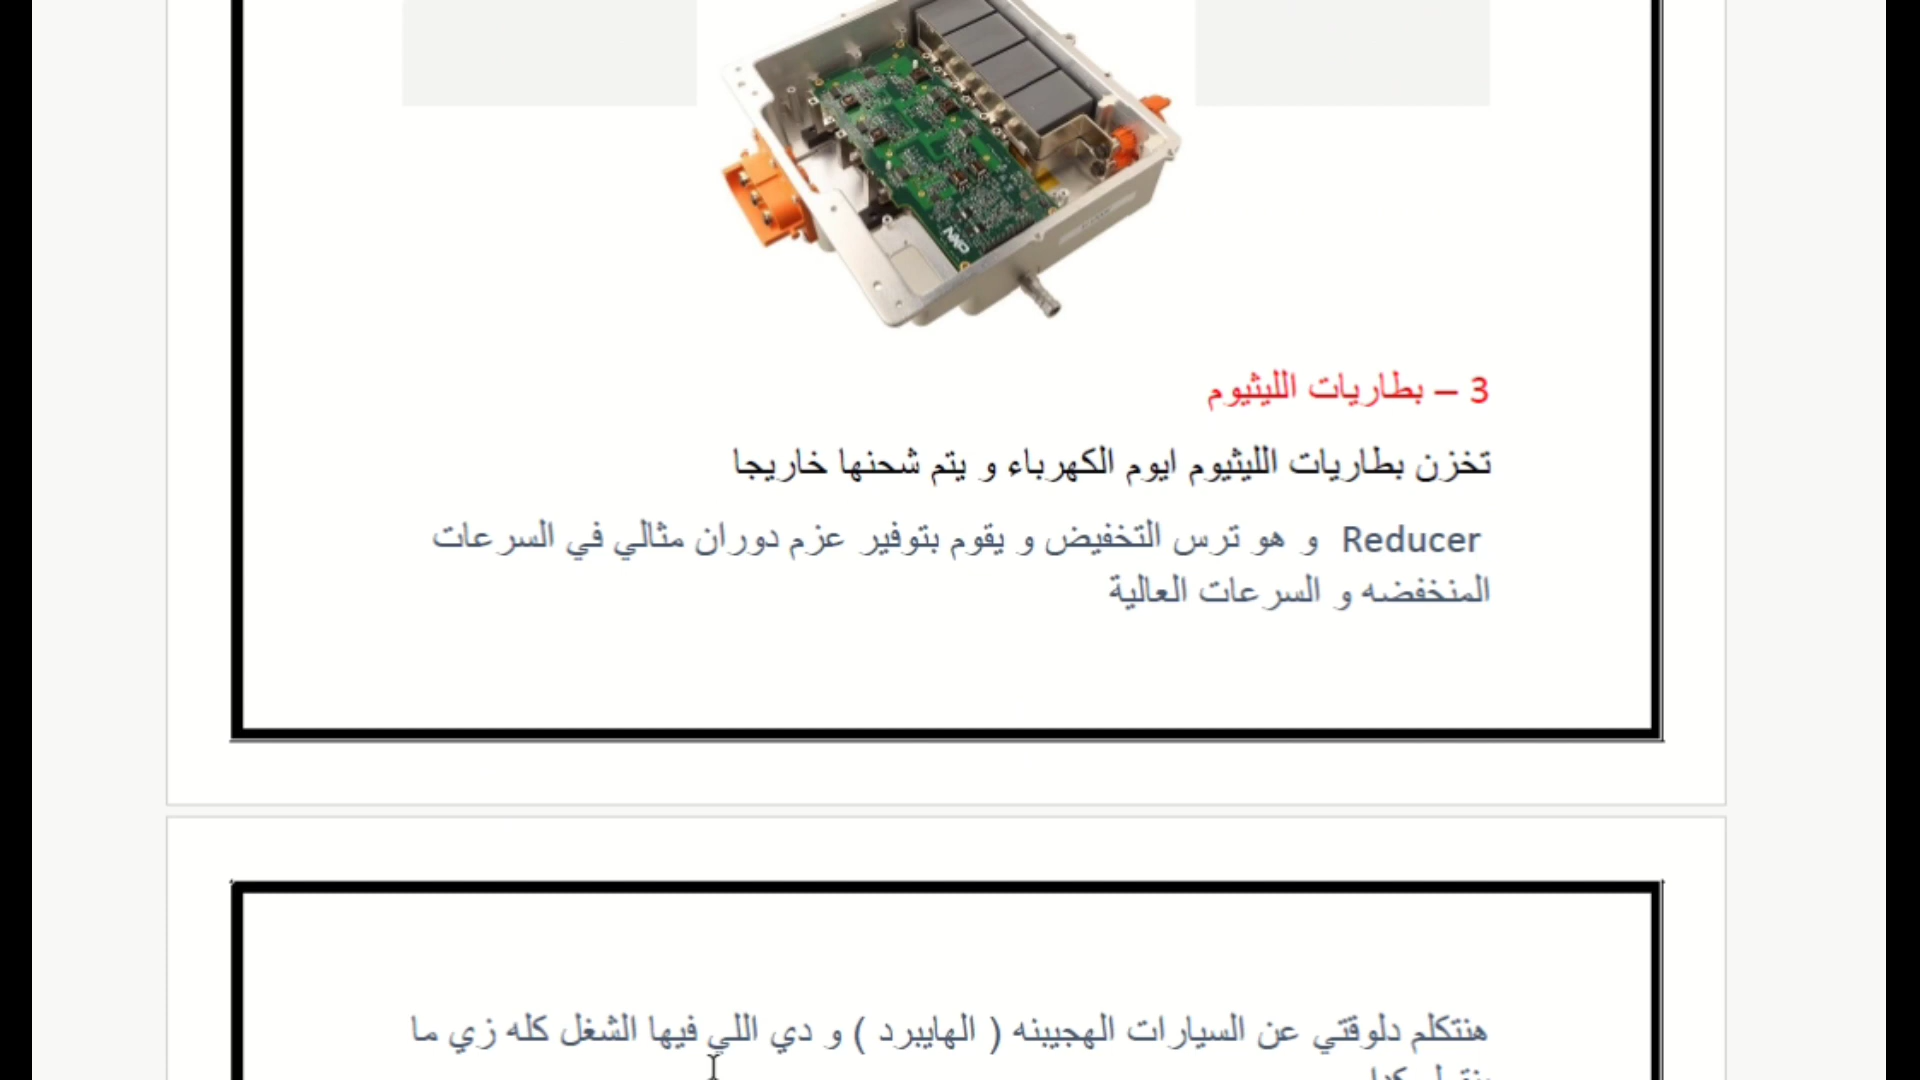 3 – بطاريات الليثيوم
تخزن بطاريات الليثيوم ايوم الكهرباء و يتم شحنها خاريجا
Reducer و هو ترس التخفيض و يقوم بتوفير عزم دوران مثالي في السرعات
المنخفضه و السرعات العالية
هنتكلم دلوقتي عن السيارات الهجيينه ( الهايبرد ) و دي اللي فيها الشغل كله زي ما